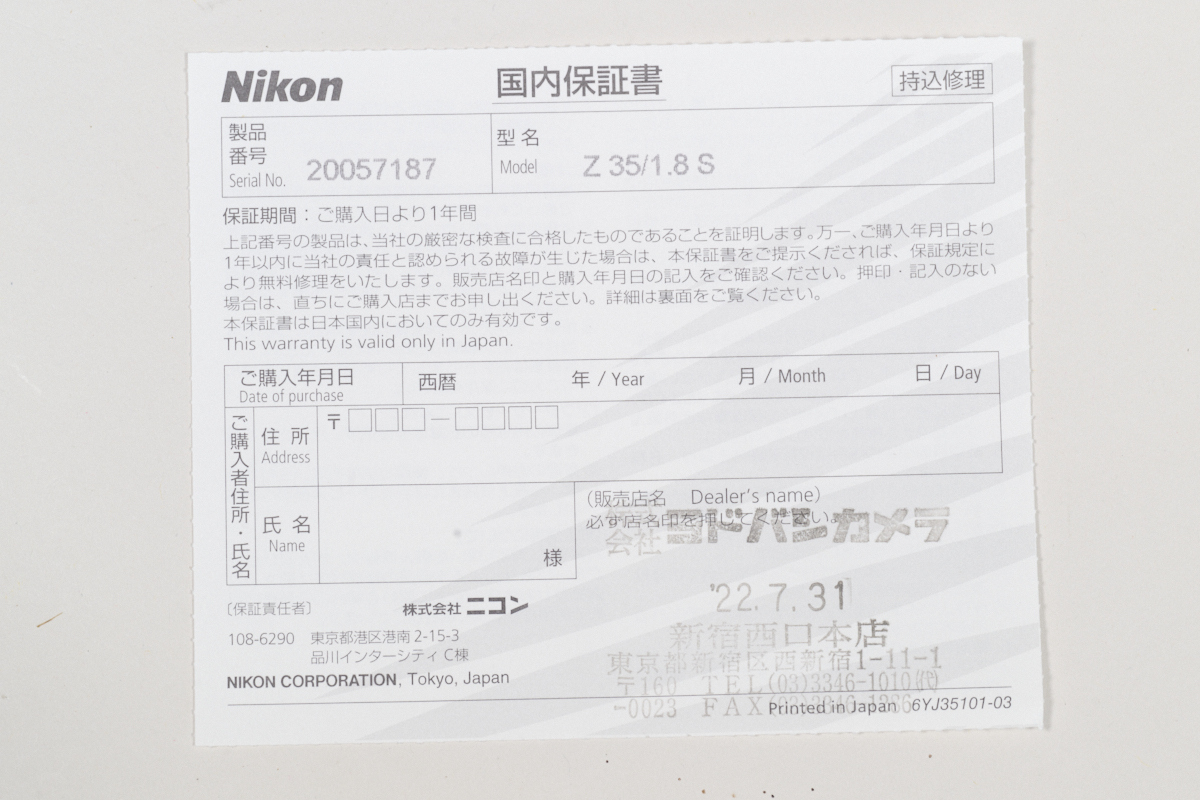 Nikon 国内保証書 持込修理
製品番号 Serial No. 20057187
型名 Model Z 35/1.8 S
保証期間：ご購入日より1年間
上記番号の製品は、当社の厳密な検査に合格したものであることを証明します。万一、ご購入年月日より
1年以内に当社の責任と認められる故障が生じた場合は、本保証書をご提示くだされば、保証規定に
より無料修理をいたします。販売店名印と購入年月日の記入をご確認ください。押印・記入のない
場合は、直ちにご購入店までお申し出ください。詳細は裏面をご覧ください。
本保証書は日本国内においてのみ有効です。
This warranty is valid only in Japan.
ご購入年月日 西暦 年 / Year 月 / Month 日 / Day
Date of purchase
ご購入者住所・氏名
住所 〒
Address
氏名
Name
様
（販売店名 Dealer's name）
必ず店名印を押してください。
会社 ヨドバシカメラ
'22.7.31
新宿西口本店
東京都新宿区西新宿1-11-1
〒160 TEL(03)3346-1010(代)
-0023 FAX
〔保証責任者〕 株式会社 ニコン
108-6290 東京都港区港南 2-15-3
品川インターシティ C棟
NIKON CORPORATION, Tokyo, Japan
Printed in Japan 6YJ35101-03